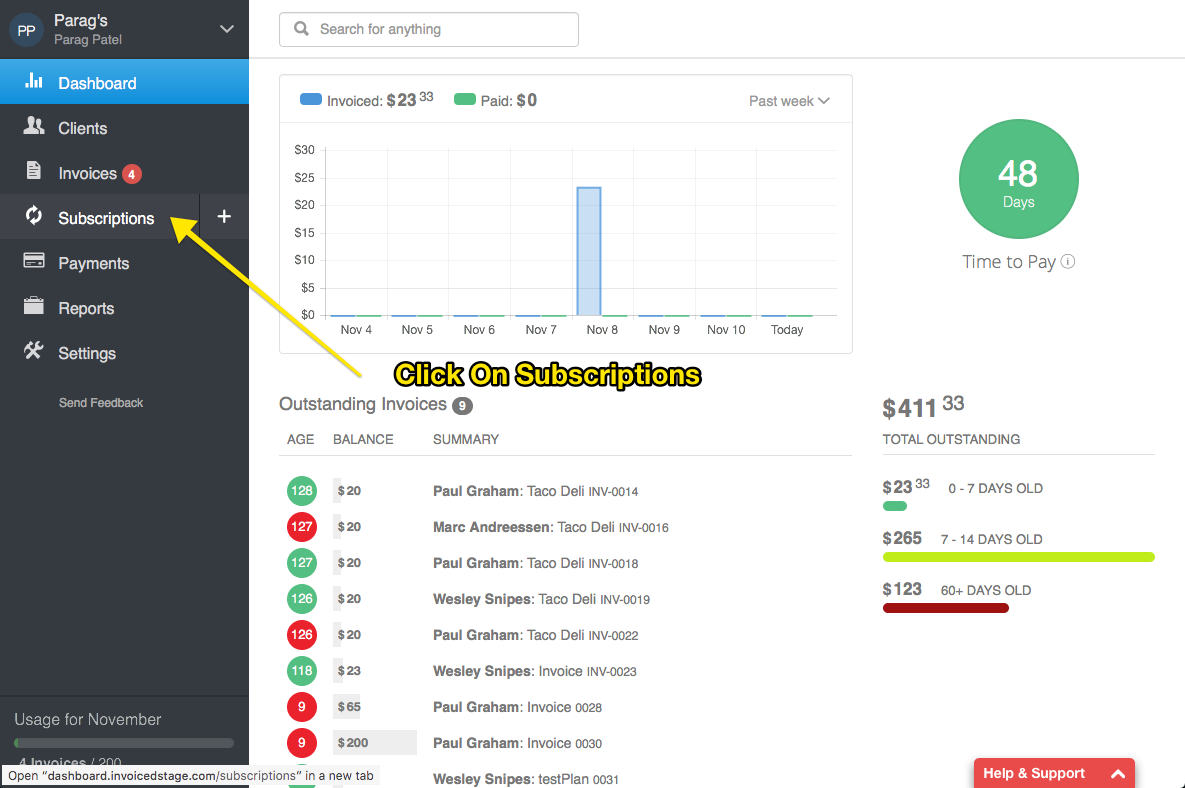 PP
Parag's
Parag Patel
Search for anything
Dashboard
Clients
Invoices 4
Subscriptions +
Payments
Reports
Settings
Send Feedback
Usage for November
4 Invoices / 200
Open “dashboard.invoicedstage.com/subscriptions” in a new tab
Invoiced: $23 33 Paid: $0 Past week
$30
$25
$20
$15
$10
$5
$0
Nov 4 Nov 5 Nov 6 Nov 7 Nov 8 Nov 9 Nov 10 Today
48
Days
Time to Pay i
Click On Subscriptions
Outstanding Invoices 9
AGE BALANCE SUMMARY
128 $20 Paul Graham: Taco Deli INV-0014
127 $20 Marc Andreessen: Taco Deli INV-0016
127 $20 Paul Graham: Taco Deli INV-0018
126 $20 Wesley Snipes: Taco Deli INV-0019
126 $20 Paul Graham: Taco Deli INV-0022
118 $23 Wesley Snipes: Invoice INV-0023
9 $65 Paul Graham: Invoice 0028
9 $200 Paul Graham: Invoice 0030
Wesley Snipes: testPlan 0031
$411 33
TOTAL OUTSTANDING
$23 33 0 - 7 DAYS OLD
$265 7 - 14 DAYS OLD
$123 60+ DAYS OLD
Help & Support